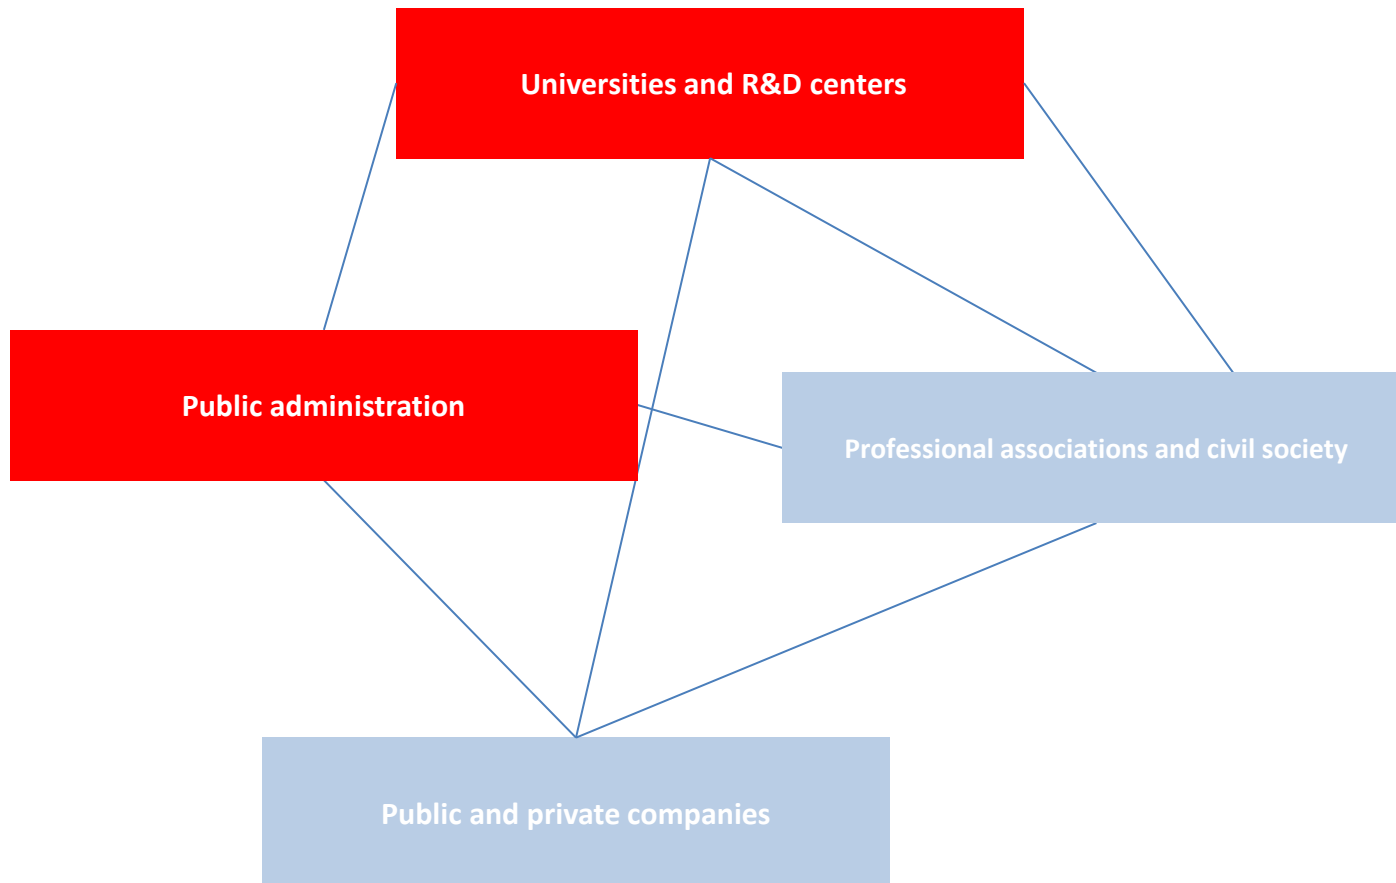 Universities and R&D centers
Public administration
Professional associations and civil society
Public and private companies